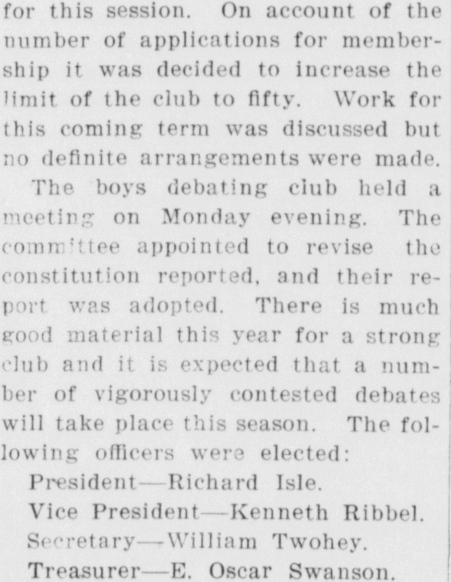 for this session. On account of the
number of applications for member-
ship it was decided to increase the
limit of the club to fifty. Work for
this coming term was discussed but
no definite arrangements were made.
The boys debating club held a
meeting on Monday evening. The
committee appointed to revise the
constitution reported, and their re-
port was adopted. There is much
good material this year for a strong
club and it is expected that a num-
ber of vigorously contested debates
will take place this season. The fol-
lowing officers were elected:
President—Richard Isle.
Vice President—Kenneth Ribbel.
Secretary—William Twohey.
Treasurer—E. Oscar Swanson.